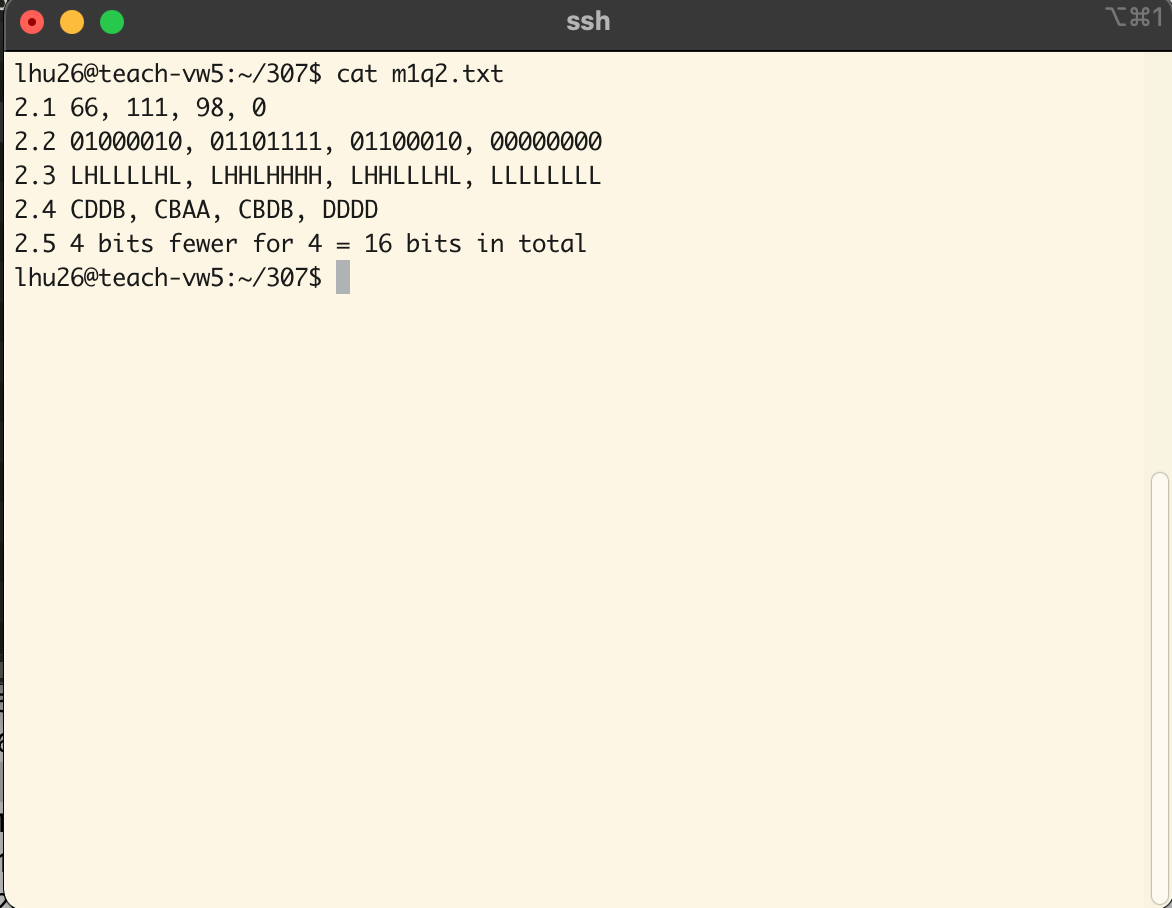 ssh
⌥⌘1
lhu26@teach-vw5:~/307$ cat m1q2.txt
2.1 66, 111, 98, 0
2.2 01000010, 01101111, 01100010, 00000000
2.3 LHLLLLHL, LHHLHHHH, LHHLLLHL, LLLLLLLL
2.4 CDDB, CBAA, CBDB, DDDD
2.5 4 bits fewer for 4 = 16 bits in total
lhu26@teach-vw5:~/307$